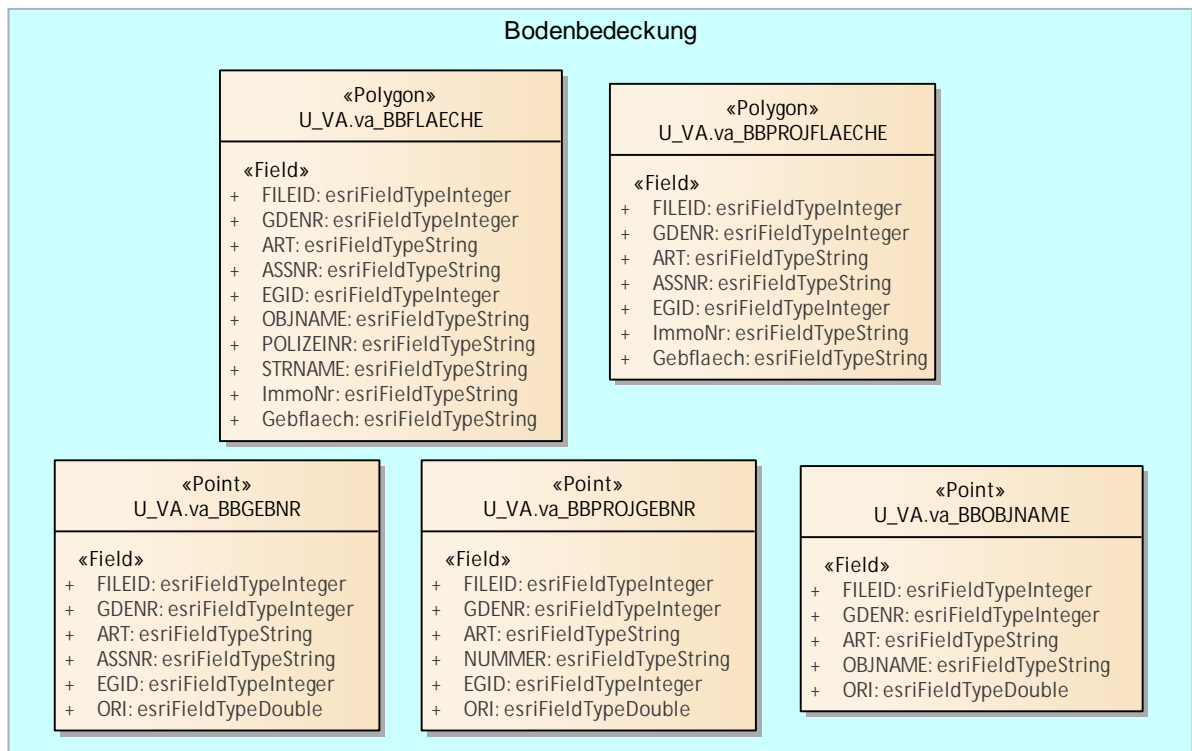 Bodenbedeckung
«Polygon»
U_VA.va_BBFLAECHE
«Field»
+ FILEID: esriFieldTypeInteger
+ GDENR: esriFieldTypeInteger
+ ART: esriFieldTypeString
+ ASSNR: esriFieldTypeString
+ EGID: esriFieldTypeInteger
+ OBJNAME: esriFieldTypeString
+ POLIZEINR: esriFieldTypeString
+ STRNAME: esriFieldTypeString
+ ImmoNr: esriFieldTypeString
+ Gebflaech: esriFieldTypeString
«Polygon»
U_VA.va_BBPROJFLAECHE
«Field»
+ FILEID: esriFieldTypeInteger
+ GDENR: esriFieldTypeInteger
+ ART: esriFieldTypeString
+ ASSNR: esriFieldTypeString
+ EGID: esriFieldTypeInteger
+ ImmoNr: esriFieldTypeString
+ Gebflaech: esriFieldTypeString
«Point»
U_VA.va_BBGEBNR
«Field»
+ FILEID: esriFieldTypeInteger
+ GDENR: esriFieldTypeInteger
+ ART: esriFieldTypeString
+ ASSNR: esriFieldTypeString
+ EGID: esriFieldTypeInteger
+ ORI: esriFieldTypeDouble
«Point»
U_VA.va_BBPROJGEBNR
«Field»
+ FILEID: esriFieldTypeInteger
+ GDENR: esriFieldTypeInteger
+ ART: esriFieldTypeString
+ NUMMER: esriFieldTypeString
+ EGID: esriFieldTypeInteger
+ ORI: esriFieldTypeDouble
«Point»
U_VA.va_BBOBJNAME
«Field»
+ FILEID: esriFieldTypeInteger
+ GDENR: esriFieldTypeInteger
+ ART: esriFieldTypeString
+ OBJNAME: esriFieldTypeString
+ ORI: esriFieldTypeDouble